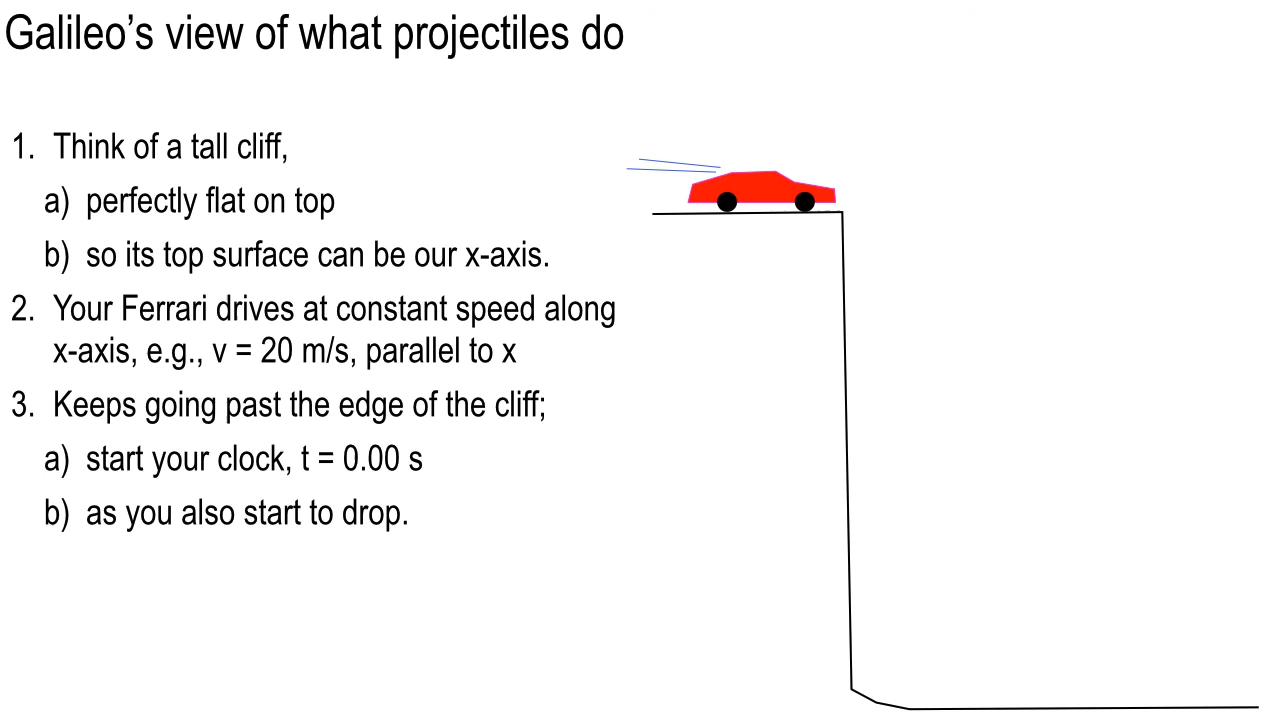 Galileo’s view of what projectiles do
1. Think of a tall cliff,
a) perfectly flat on top
b) so its top surface can be our x-axis.
2. Your Ferrari drives at constant speed along
x-axis, e.g., v = 20 m/s, parallel to x
3. Keeps going past the edge of the cliff;
a) start your clock, t = 0.00 s
b) as you also start to drop.